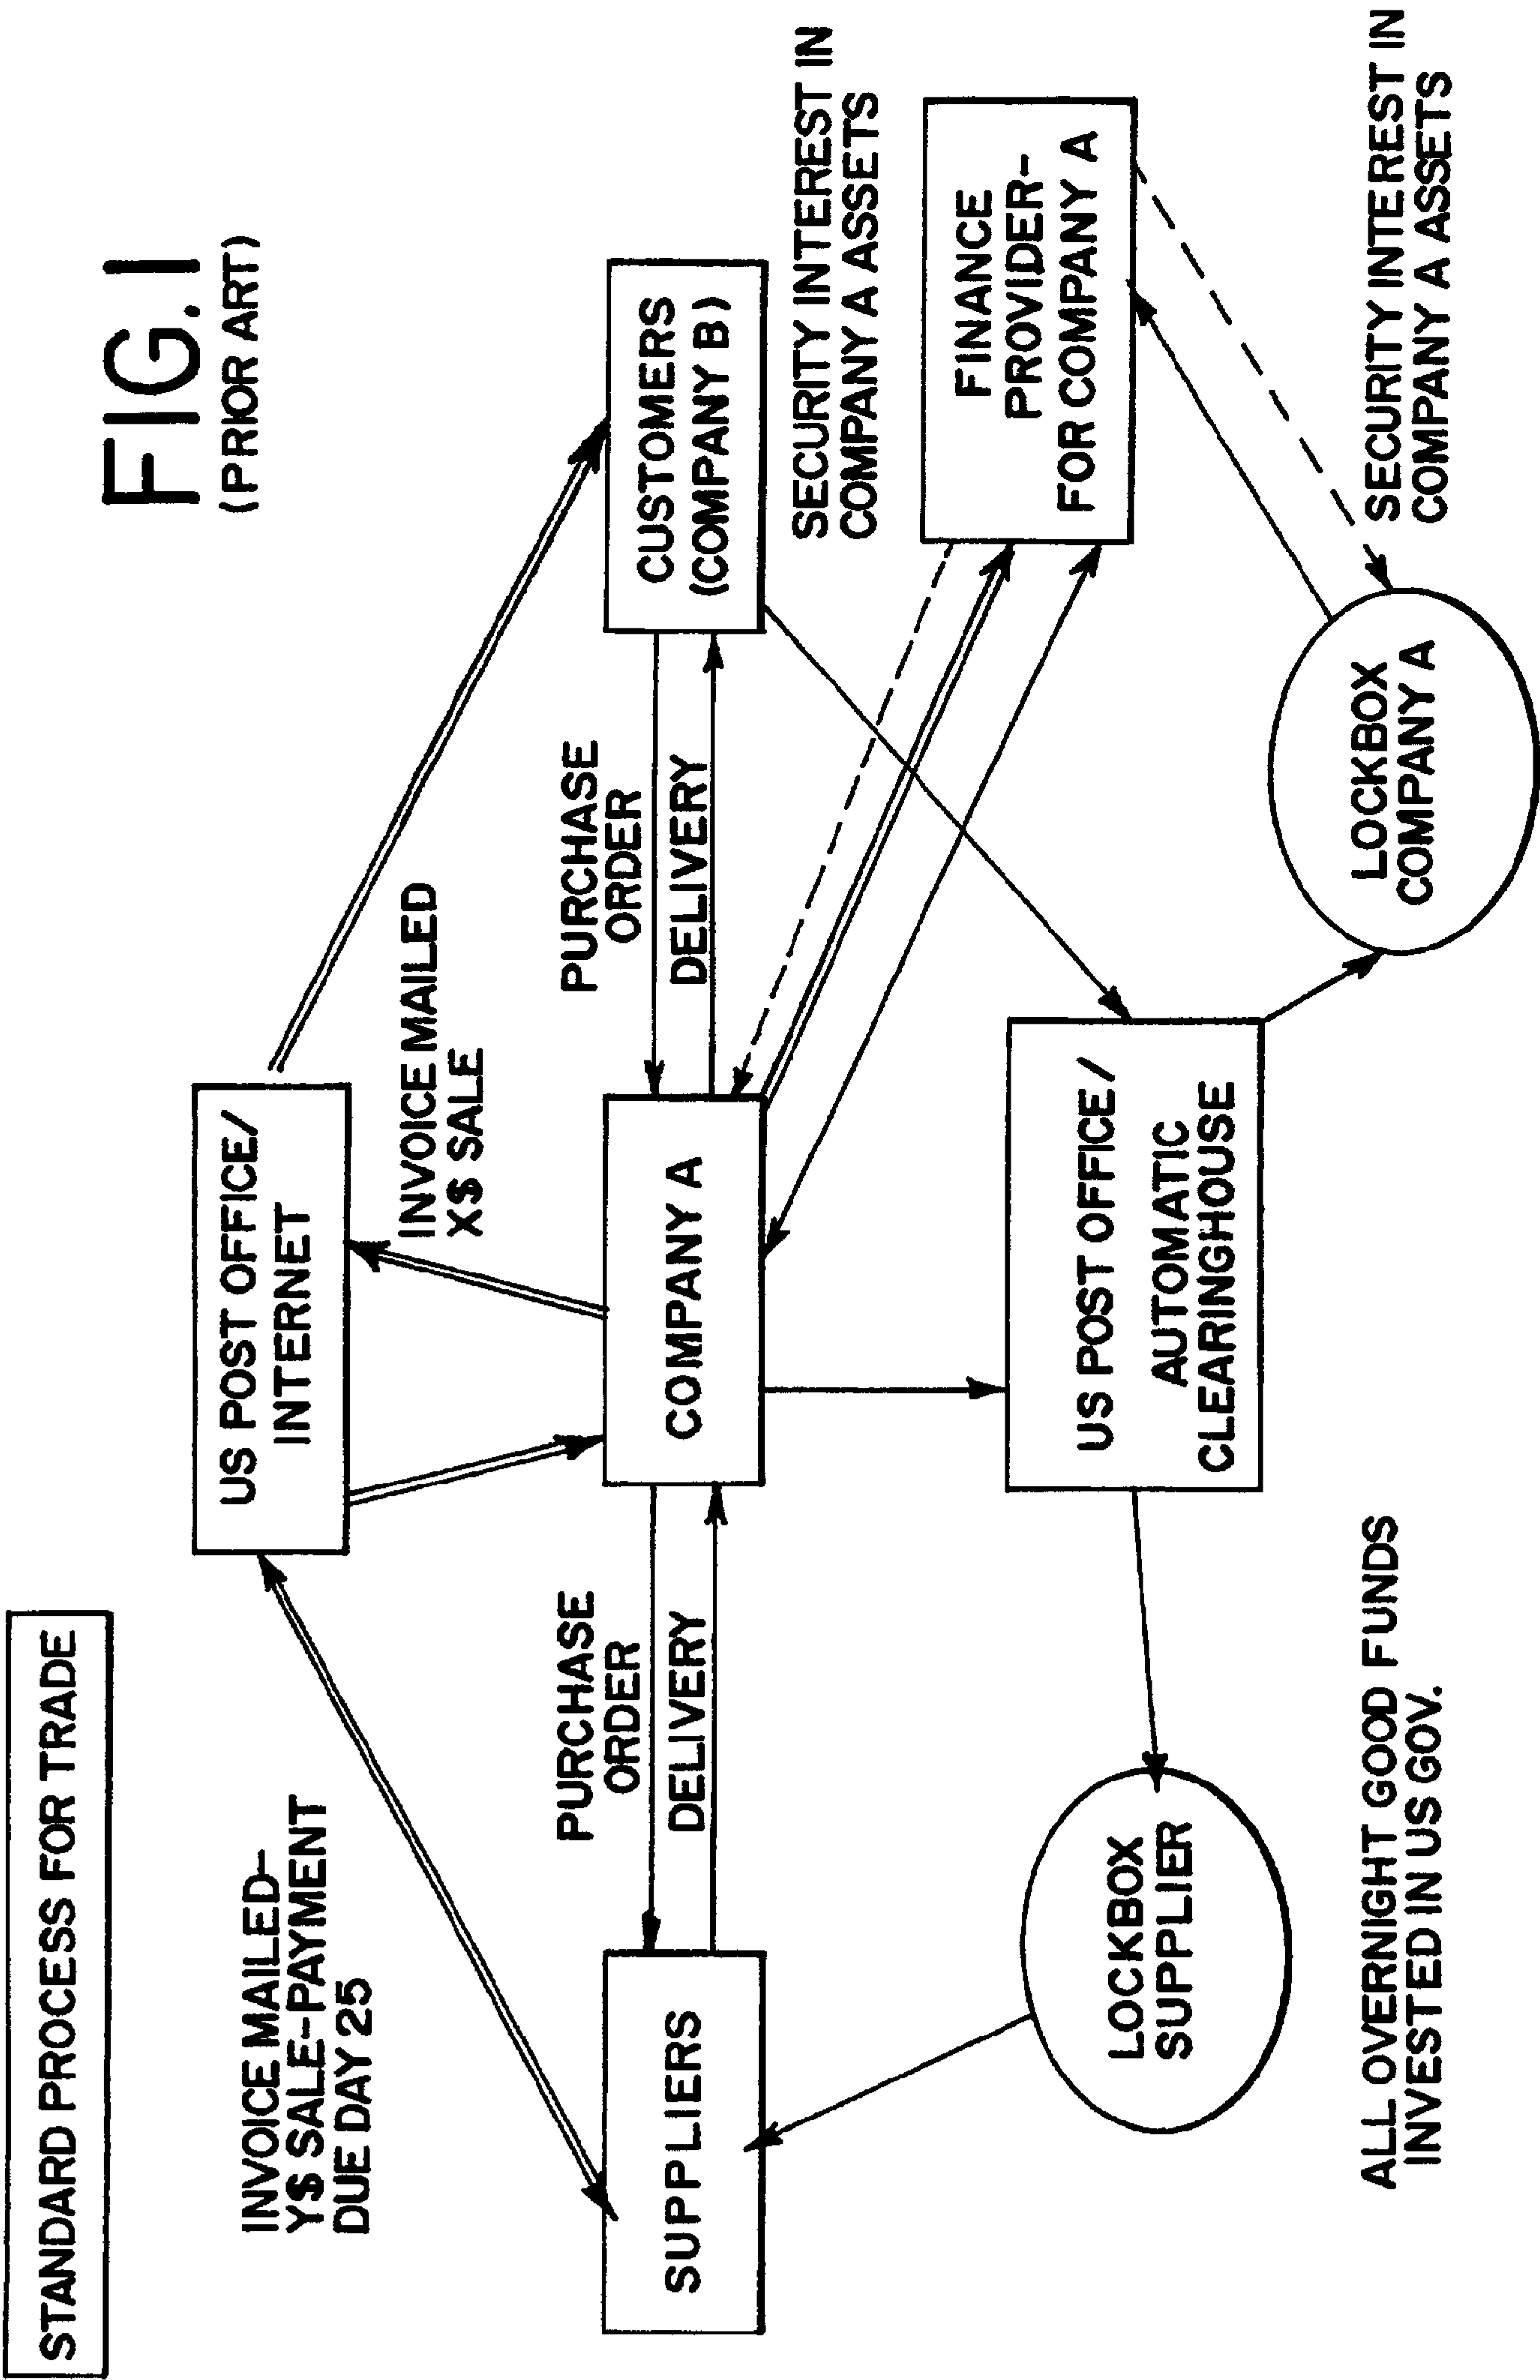 FIG. 1
(PRIOR ART)
STANDARD PROCESS FOR TRADE
INVOICE MAILED-
Y$ SALE-PAYMENT
DUE DAY 25
US POST OFFICE/
INTERNET
INVOICE MAILED
X$ SALE
PURCHASE
ORDER
DELIVERY
PURCHASE
ORDER
DELIVERY
SUPPLIERS
COMPANY A
CUSTOMERS
(COMPANY B)
SECURITY INTEREST IN
COMPANY A ASSETS
FINANCE
PROVIDER-
FOR COMPANY A
LOCKBOX
SUPPLIER
US POST OFFICE/
AUTOMATIC
CLEARINGHOUSE
LOCKBOX
COMPANY A
SECURITY INTEREST IN
COMPANY A ASSETS
ALL OVERNIGHT GOOD FUNDS
INVESTED IN US GOV.